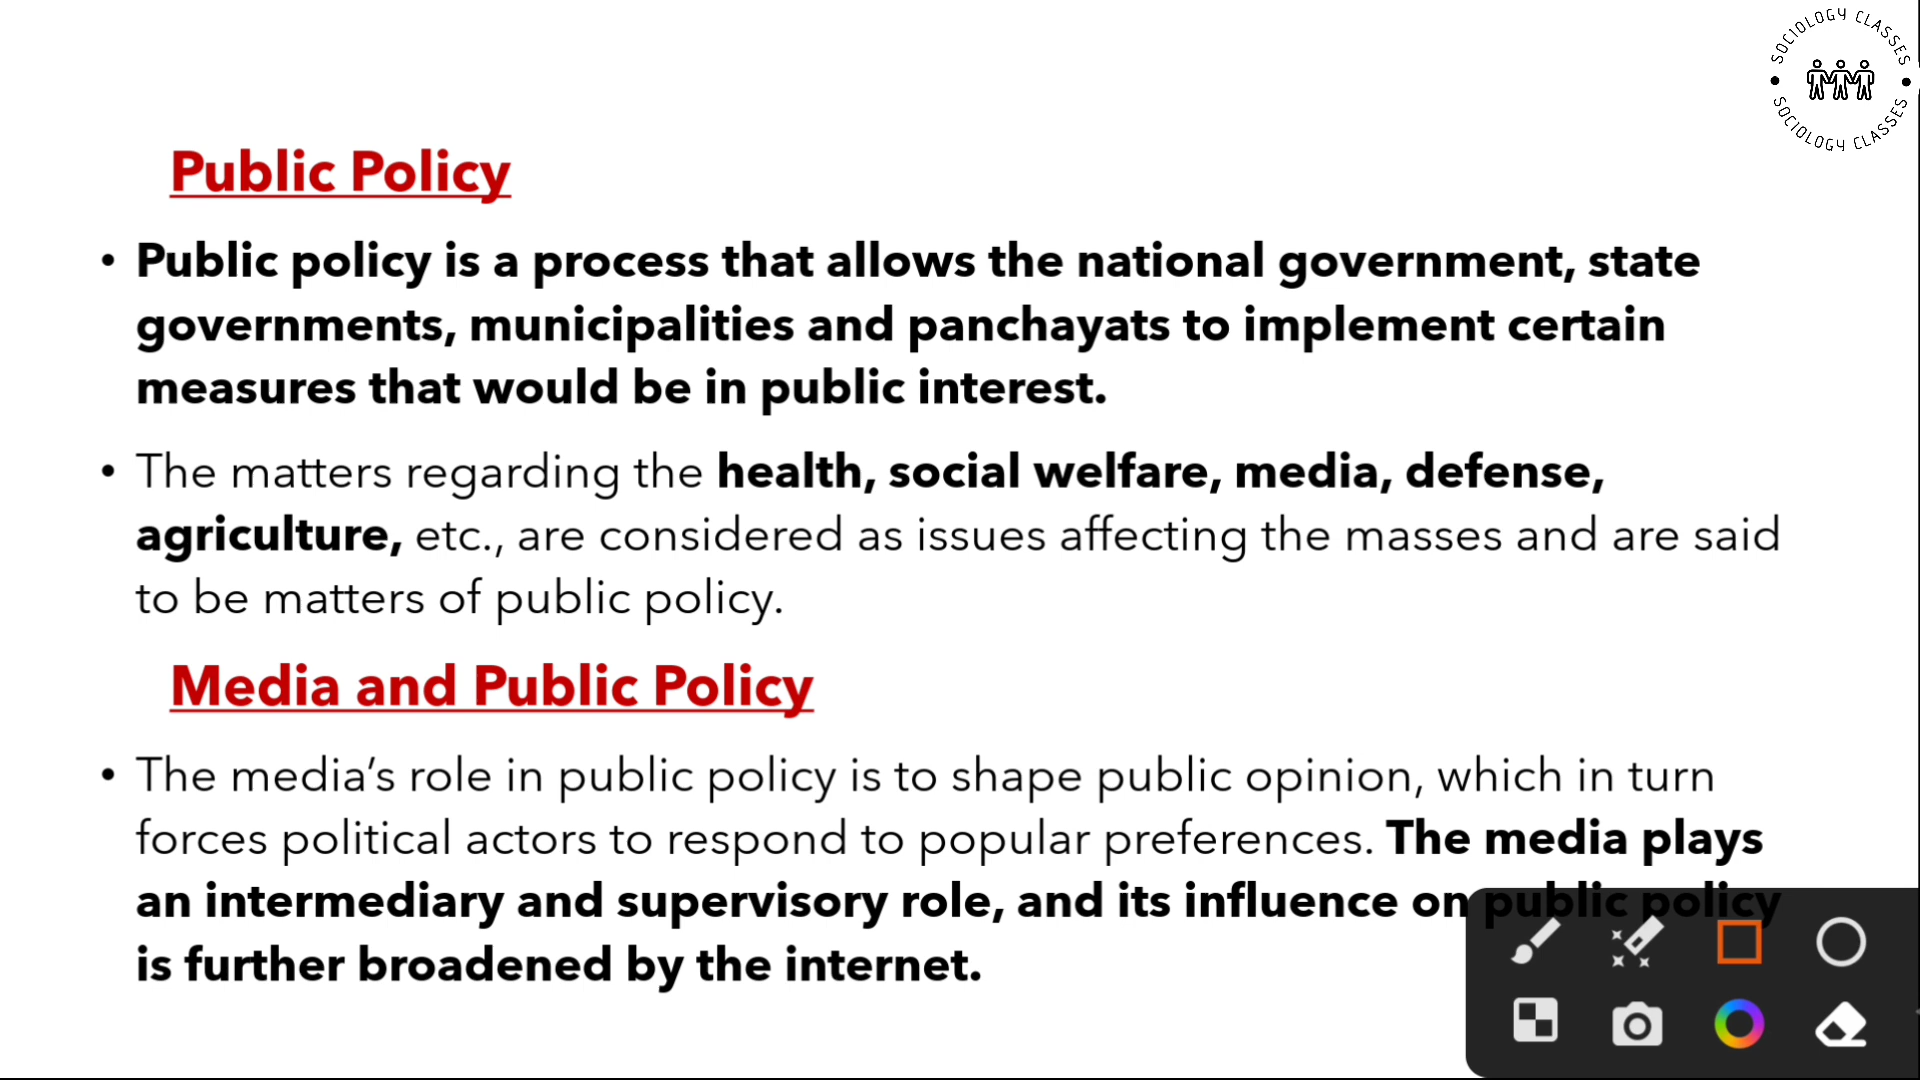 SOCIOLOGY CLASSES
SOCIOLOGY CLASSES
Public Policy
• Public policy is a process that allows the national government, state
governments, municipalities and panchayats to implement certain
measures that would be in public interest.
• The matters regarding the health, social welfare, media, defense,
agriculture, etc., are considered as issues affecting the masses and are said
to be matters of public policy.
Media and Public Policy
• The media’s role in public policy is to shape public opinion, which in turn
forces political actors to respond to popular preferences. The media plays
an intermediary and supervisory role, and its influence on public policy
is further broadened by the internet.